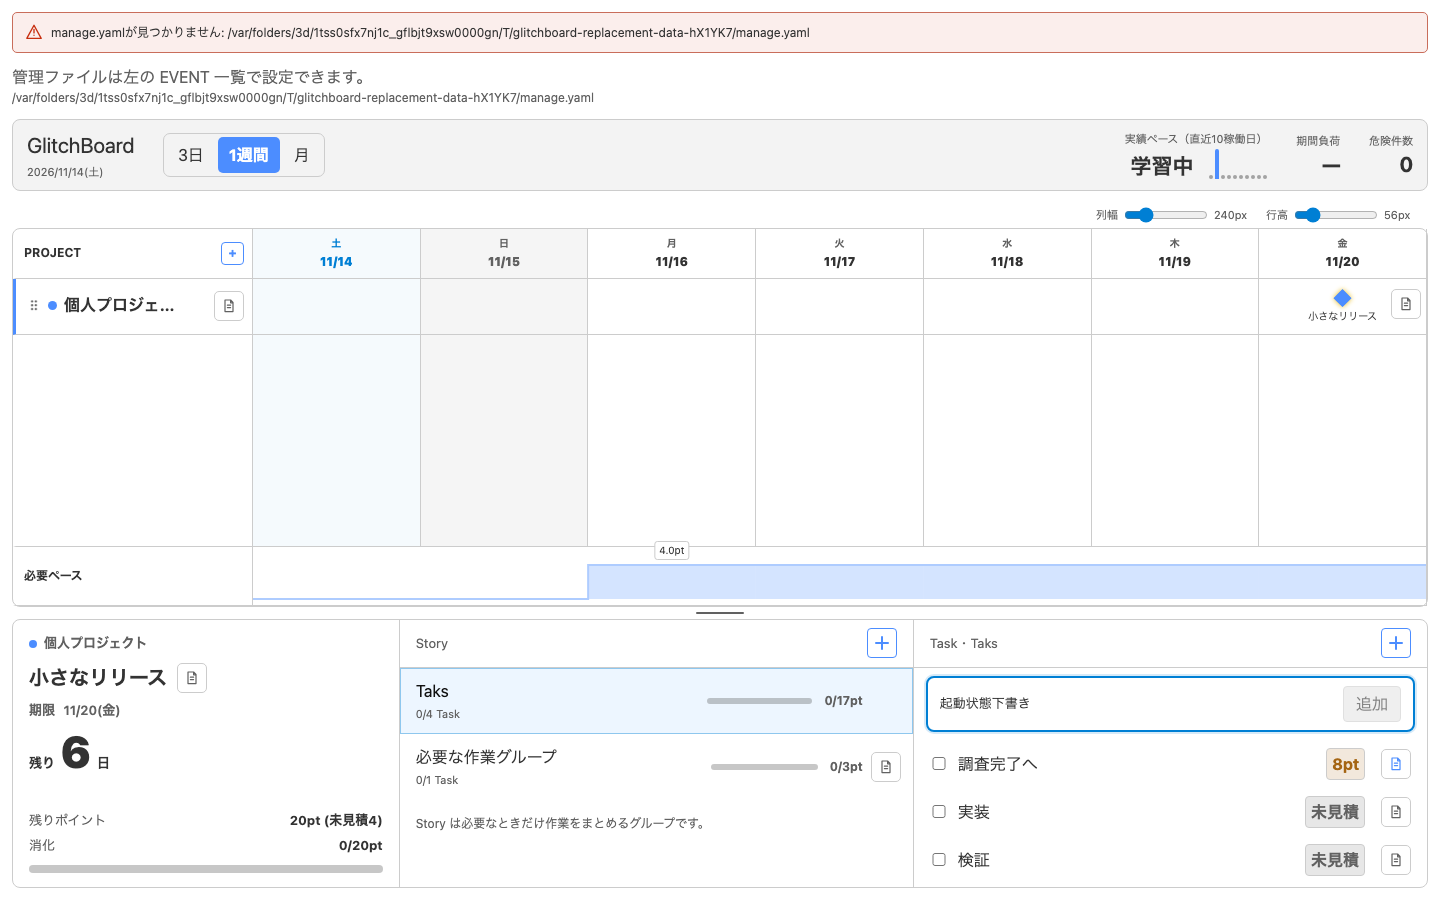 manage.yamlが見つかりません: /var/folders/3d/1tss0sfx7nj1c_gflbjt9xsw0000gn/T/glitchboard-replacement-data-hX1YK7/manage.yaml
管理ファイルは左の EVENT 一覧で設定できます。
/var/folders/3d/1tss0sfx7nj1c_gflbjt9xsw0000gn/T/glitchboard-replacement-data-hX1YK7/manage.yaml
GlitchBoard
2026/11/14(土)
3日 1週間 月
実績ペース（直近10稼働日）
学習中
期間負荷
—
危険件数
0
列幅 240px 行高 56px
PROJECT +
土 11/14
日 11/15
月 11/16
火 11/17
水 11/18
木 11/19
金 11/20
個人プロジェ...
小さなリリース
必要ペース
4.0pt
個人プロジェクト
小さなリリース
期限 11/20(金)
残り 6 日
残りポイント 20pt (未見積4)
消化 0/20pt
Story +
Taks
0/4 Task
0/17pt
必要な作業グループ
0/1 Task
0/3pt
Story は必要なときだけ作業をまとめるグループです。
Task・Taks +
起動状態下書き 追加
調査完了へ 8pt
実装 未見積
検証 未見積